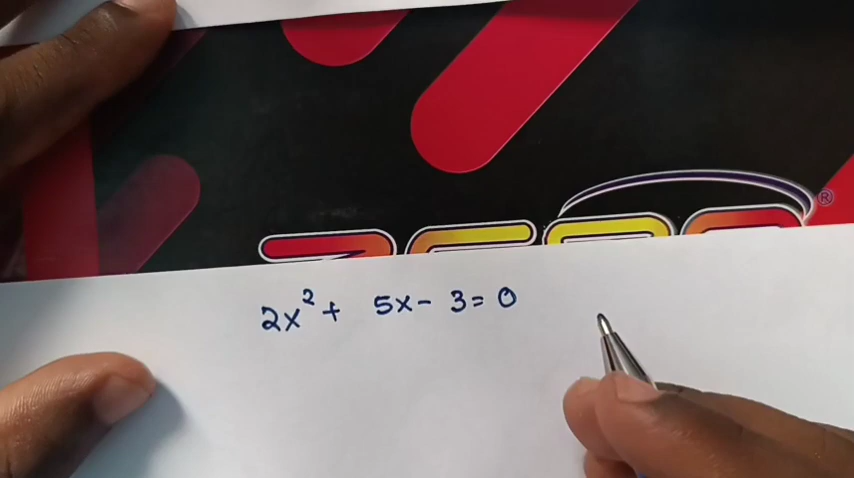 ®
2x² + 5x - 3 = 0